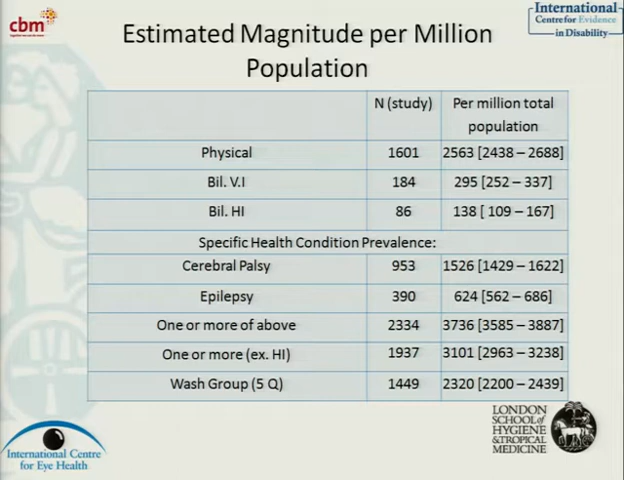 cbm
International
Centre for Evidence
in Disability
Estimated Magnitude per Million
Population
N (study) Per million total
population
Physical 1601 2563 [2438 – 2688]
Bil. V.I 184 295 [252 – 337]
Bil. HI 86 138 [ 109 – 167]
Specific Health Condition Prevalence:
Cerebral Palsy 953 1526 [1429 – 1622]
Epilepsy 390 624 [562 – 686]
One or more of above 2334 3736 [3585 – 3887]
One or more (ex. HI) 1937 3101 [2963 – 3238]
Wash Group (5 Q) 1449 2320 [2200 – 2439]
International Centre
for Eye Health
LONDON
SCHOOL of
HYGIENE
&TROPICAL
MEDICINE